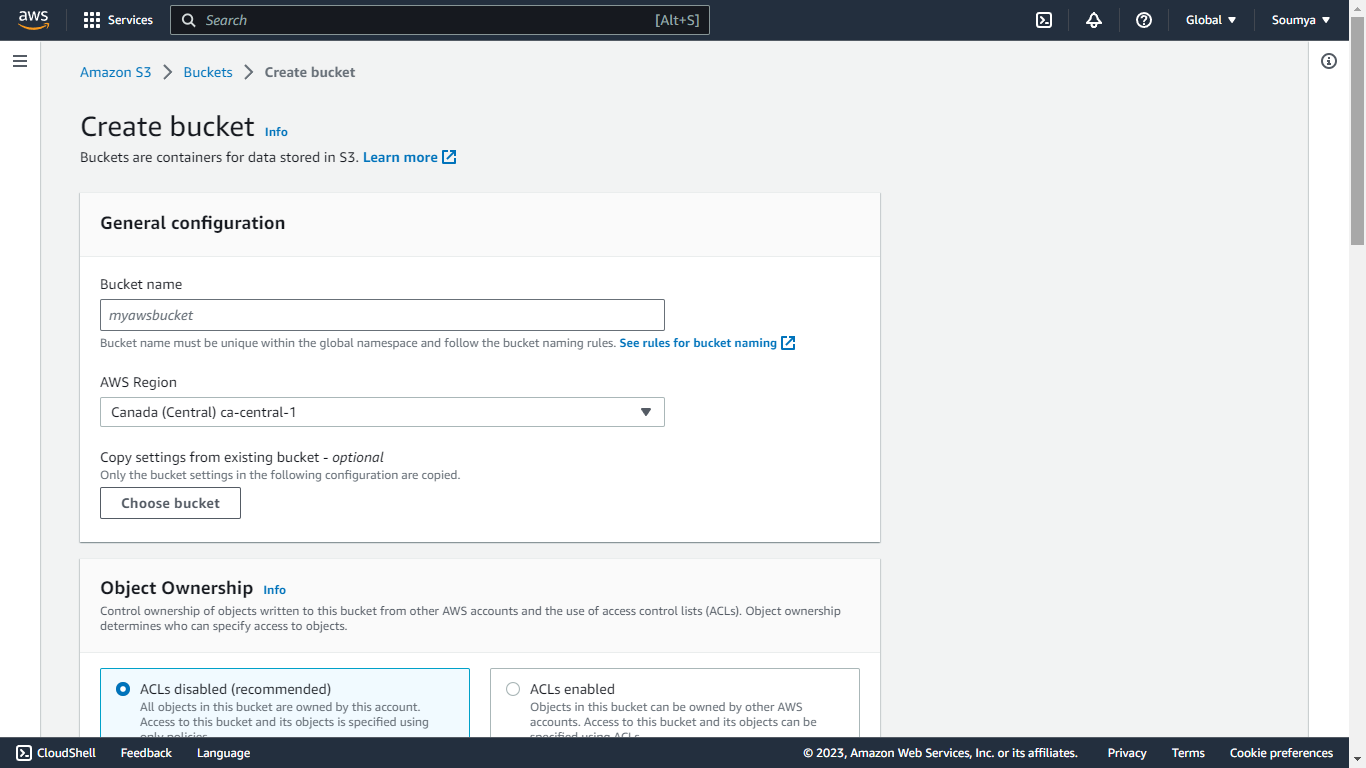 aws
Services
Search
[Alt+S]
Global
Soumya
Amazon S3
Buckets
Create bucket
Create bucket Info
Buckets are containers for data stored in S3. Learn more
General configuration
Bucket name
myawsbucket
Bucket name must be unique within the global namespace and follow the bucket naming rules. See rules for bucket naming
AWS Region
Canada (Central) ca-central-1
Copy settings from existing bucket - optional
Only the bucket settings in the following configuration are copied.
Choose bucket
Object Ownership Info
Control ownership of objects written to this bucket from other AWS accounts and the use of access control lists (ACLs). Object ownership
determines who can specify access to objects.
ACLs disabled (recommended)
All objects in this bucket are owned by this account.
Access to this bucket and its objects is specified using
only policies.
ACLs enabled
Objects in this bucket can be owned by other AWS
accounts. Access to this bucket and its objects can be
specified using ACLs.
CloudShell
Feedback
Language
© 2023, Amazon Web Services, Inc. or its affiliates.
Privacy
Terms
Cookie preferences